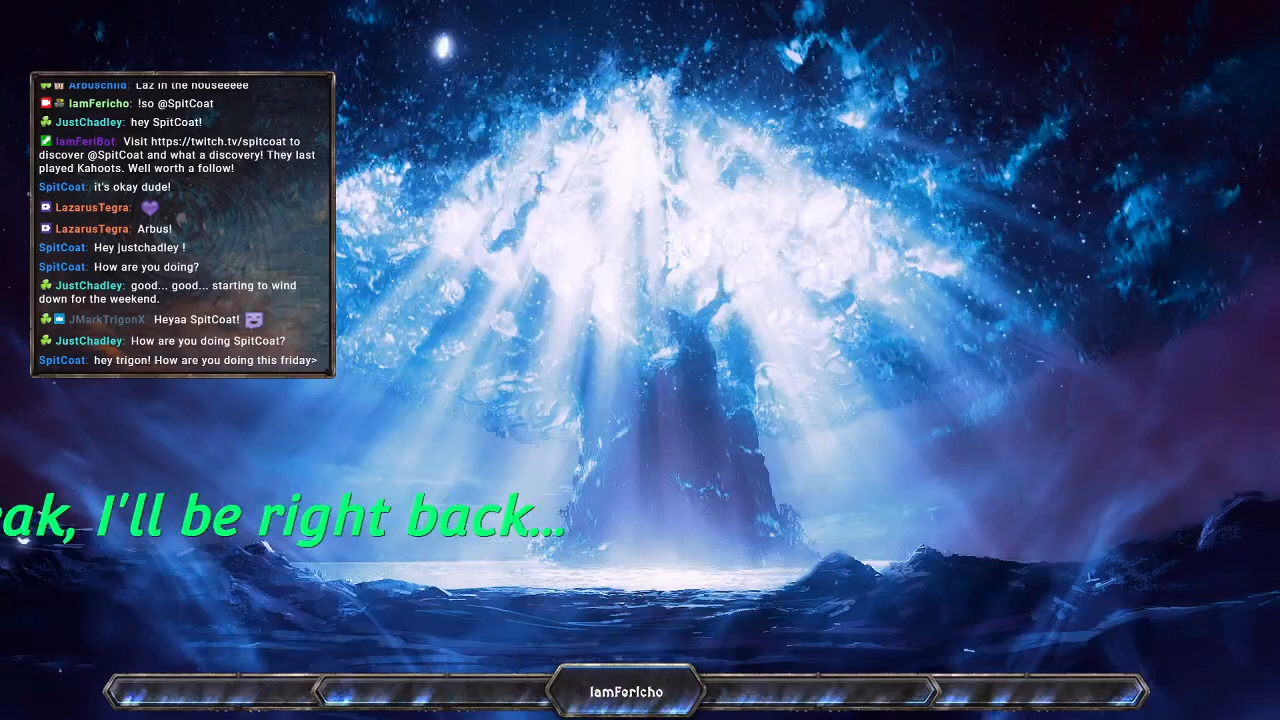 Arbuschild: Laz in the houseeeee
IamFericho: !so @SpitCoat
JustChadley: hey SpitCoat!
IamFeriBot: Visit https://twitch.tv/spitcoat to
discover @SpitCoat and what a discovery! They last
played Kahoots. Well worth a follow!
SpitCoat: it's okay dude!
LazarusTegra:
LazarusTegra: Arbus!
SpitCoat: Hey justchadley !
SpitCoat: How are you doing?
JustChadley: good... good... starting to wind
down for the weekend.
JMarkTrigonX: Heyaa SpitCoat!
JustChadley: How are you doing SpitCoat?
SpitCoat: hey trigon! How are you doing this friday>
eak, I'll be right back...
IamFericho